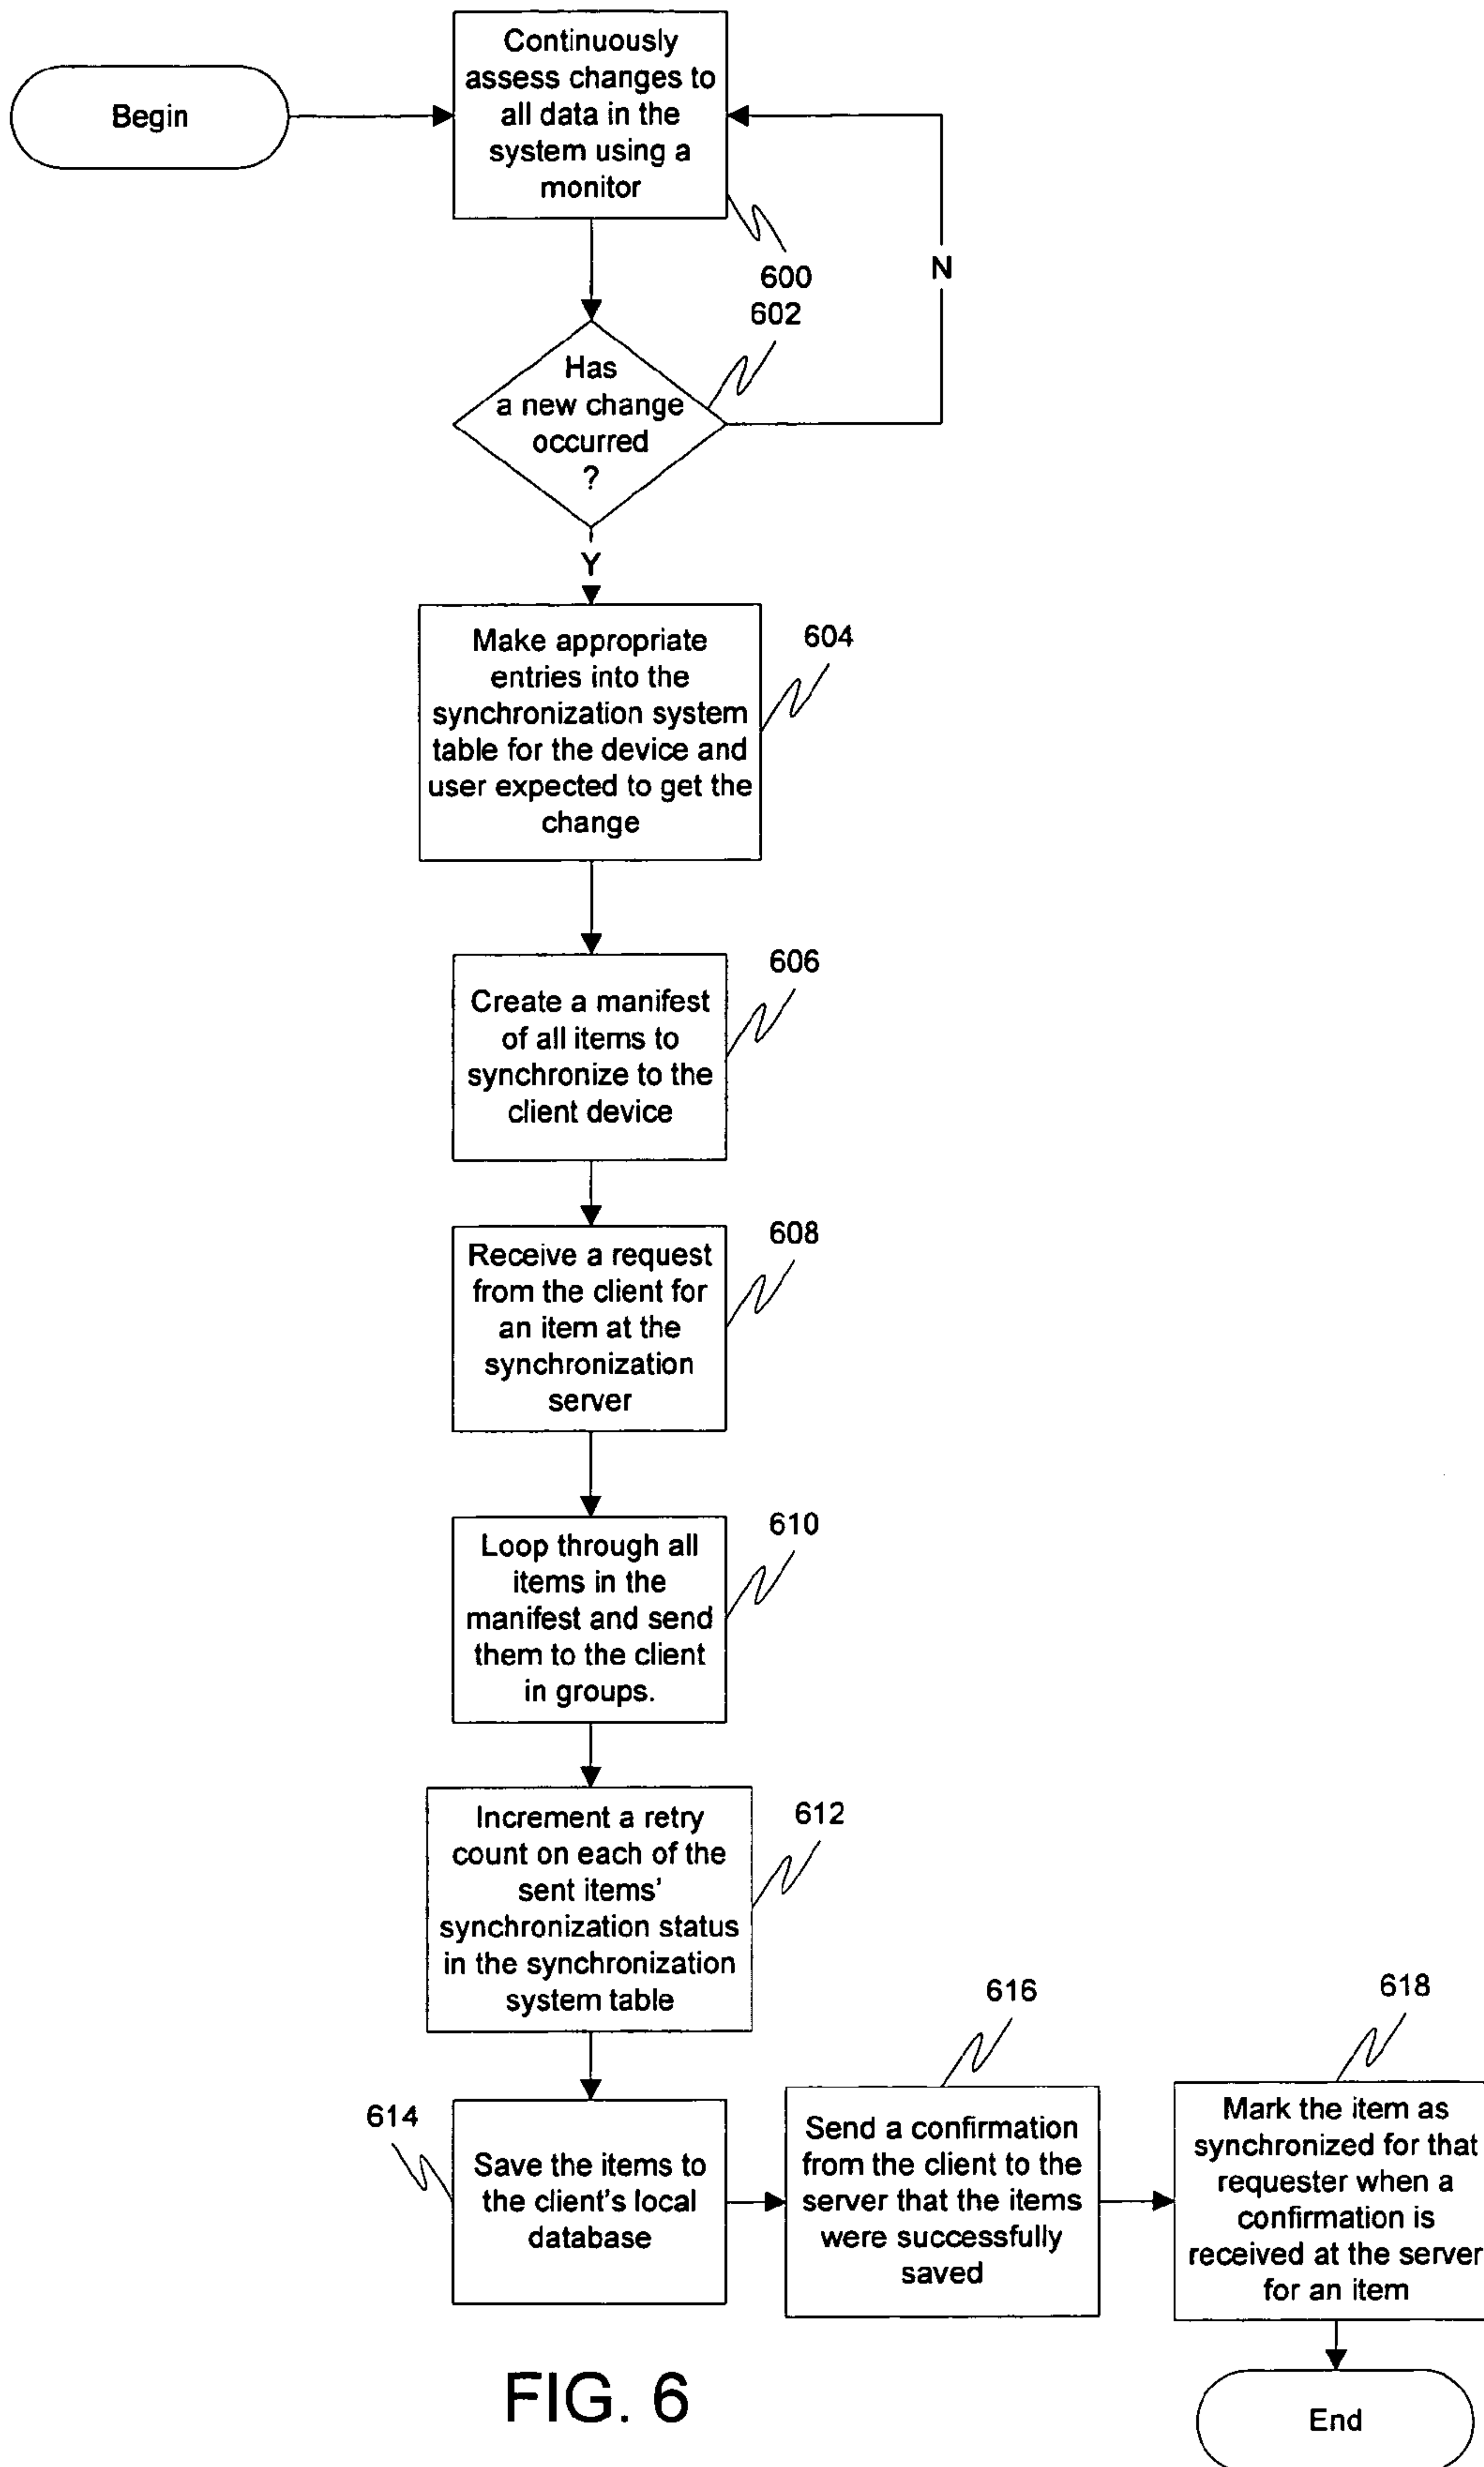 Begin
Continuously
assess changes to
all data in the
system using a
monitor
600
N
602
Has
a new change
occurred
?
Y
Make appropriate
entries into the
synchronization system
table for the device and
user expected to get the
change
604
Create a manifest
of all items to
synchronize to the
client device
606
Receive a request
from the client for
an item at the
synchronization
server
608
Loop through all
items in the
manifest and send
them to the client
in groups.
610
Increment a retry
count on each of the
sent items'
synchronization status
in the synchronization
system table
612
614
Save the items to
the client's local
database
616
Send a confirmation
from the client to the
server that the items
were successfully
saved
618
Mark the item as
synchronized for that
requester when a
confirmation is
received at the server
for an item
End
FIG. 6